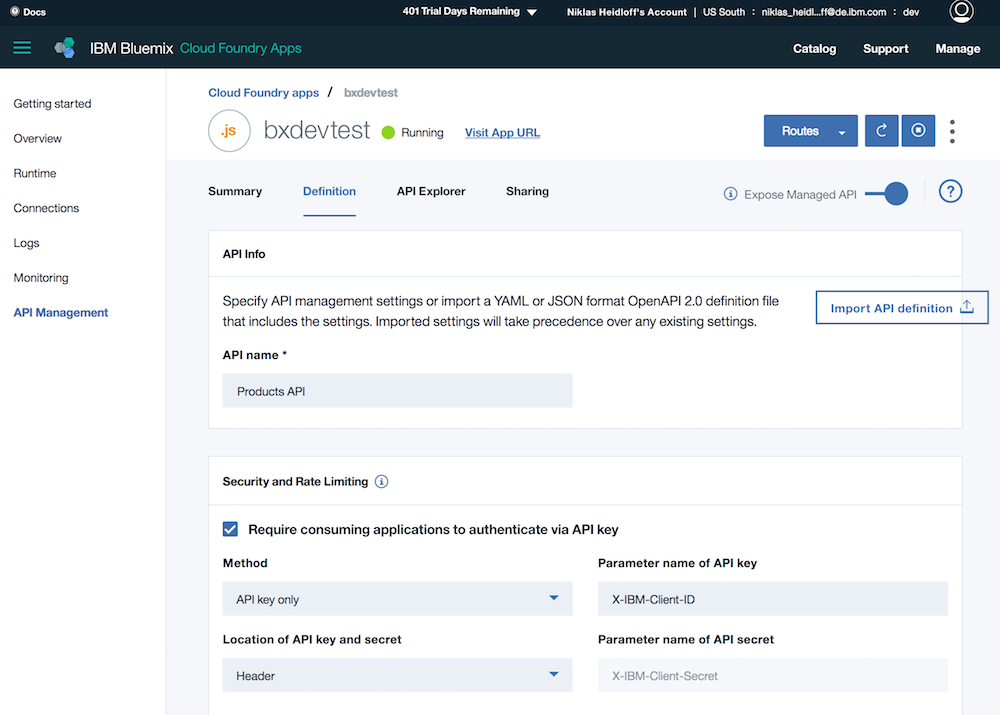 Docs
401 Trial Days Remaining
Niklas Heidloff's Account | US South : niklas_heidl...ff@de.ibm.com : dev
IBM Bluemix Cloud Foundry Apps
Catalog Support Manage
Getting started
Overview
Runtime
Connections
Logs
Monitoring
API Management
Cloud Foundry apps / bxdevtest
.js bxdevtest Running Visit App URL
Routes
Summary Definition API Explorer Sharing
Expose Managed API
?
API Info
Specify API management settings or import a YAML or JSON format OpenAPI 2.0 definition file
that includes the settings. Imported settings will take precedence over any existing settings.
Import API definition
API name *
Products API
Security and Rate Limiting
Require consuming applications to authenticate via API key
Method Parameter name of API key
API key only X-IBM-Client-ID
Location of API key and secret Parameter name of API secret
Header X-IBM-Client-Secret